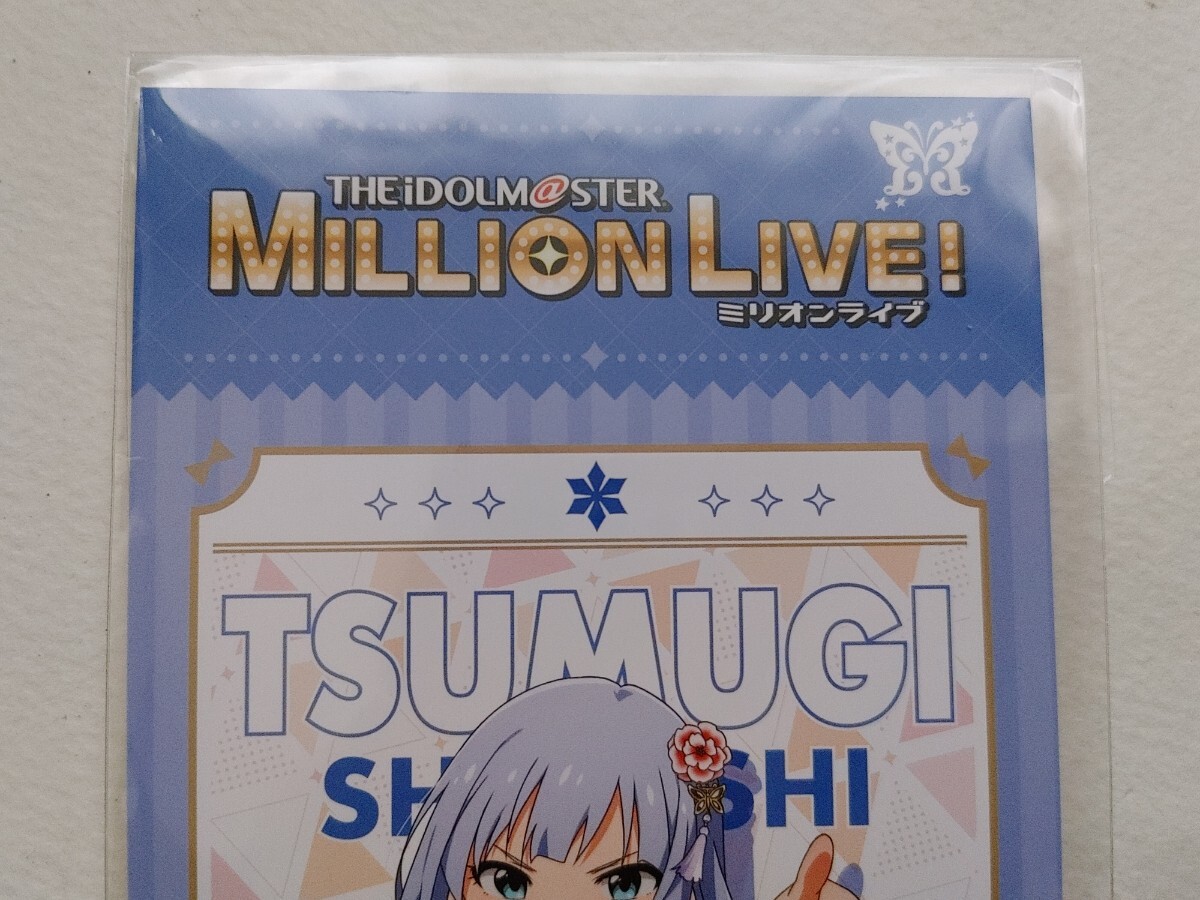 THE iDOLM@STER
MILLION LIVE!
ミリオンライブ
TSUMUGI